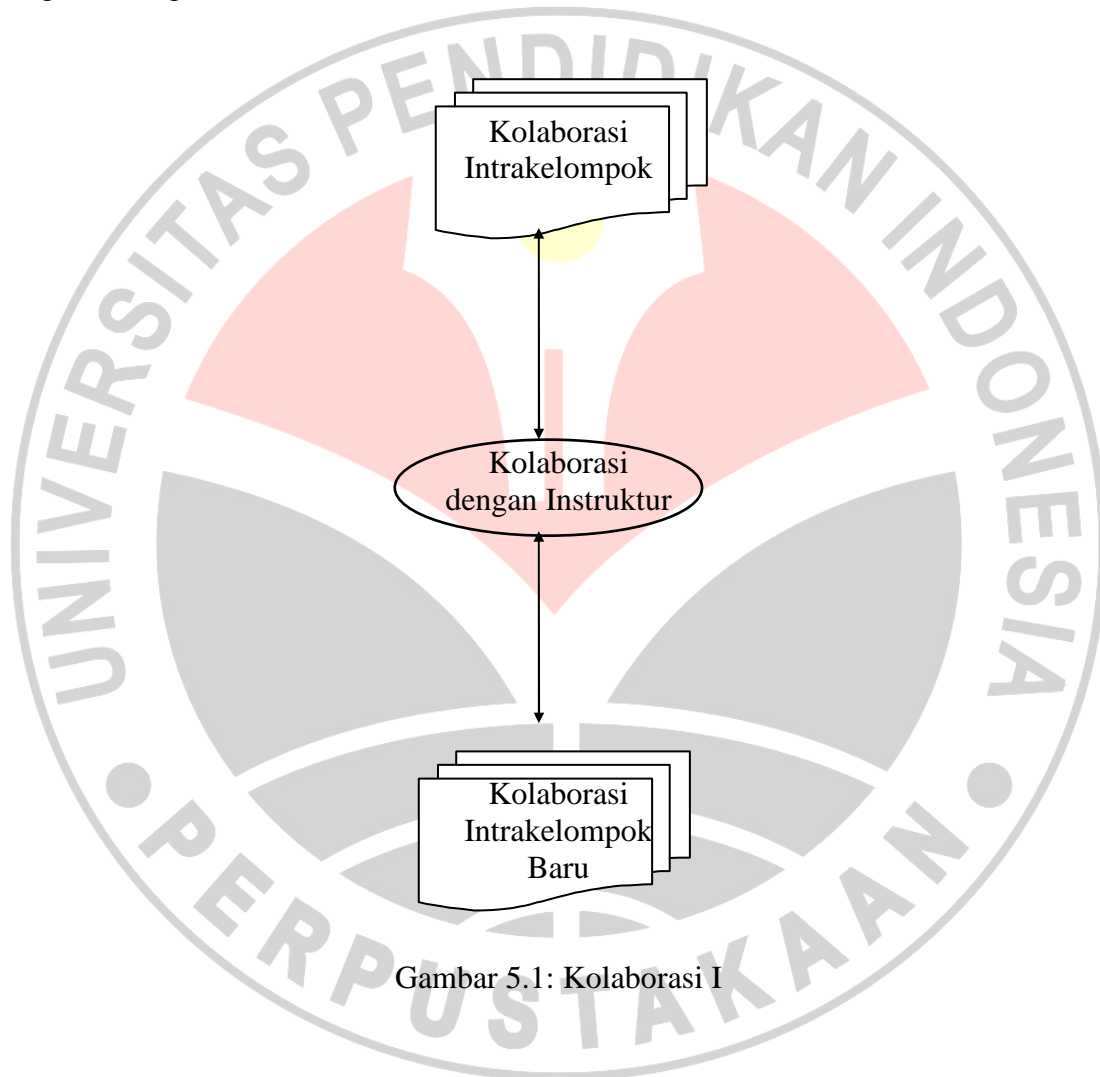 Kolaborasi
Intrakelompok
Kolaborasi
dengan Instruktur
Kolaborasi
Intrakelompok
Baru
Gambar 5.1: Kolaborasi I
UNIVERSITAS PENDIDIKAN INDONESIA
PERPUSTAKAAN